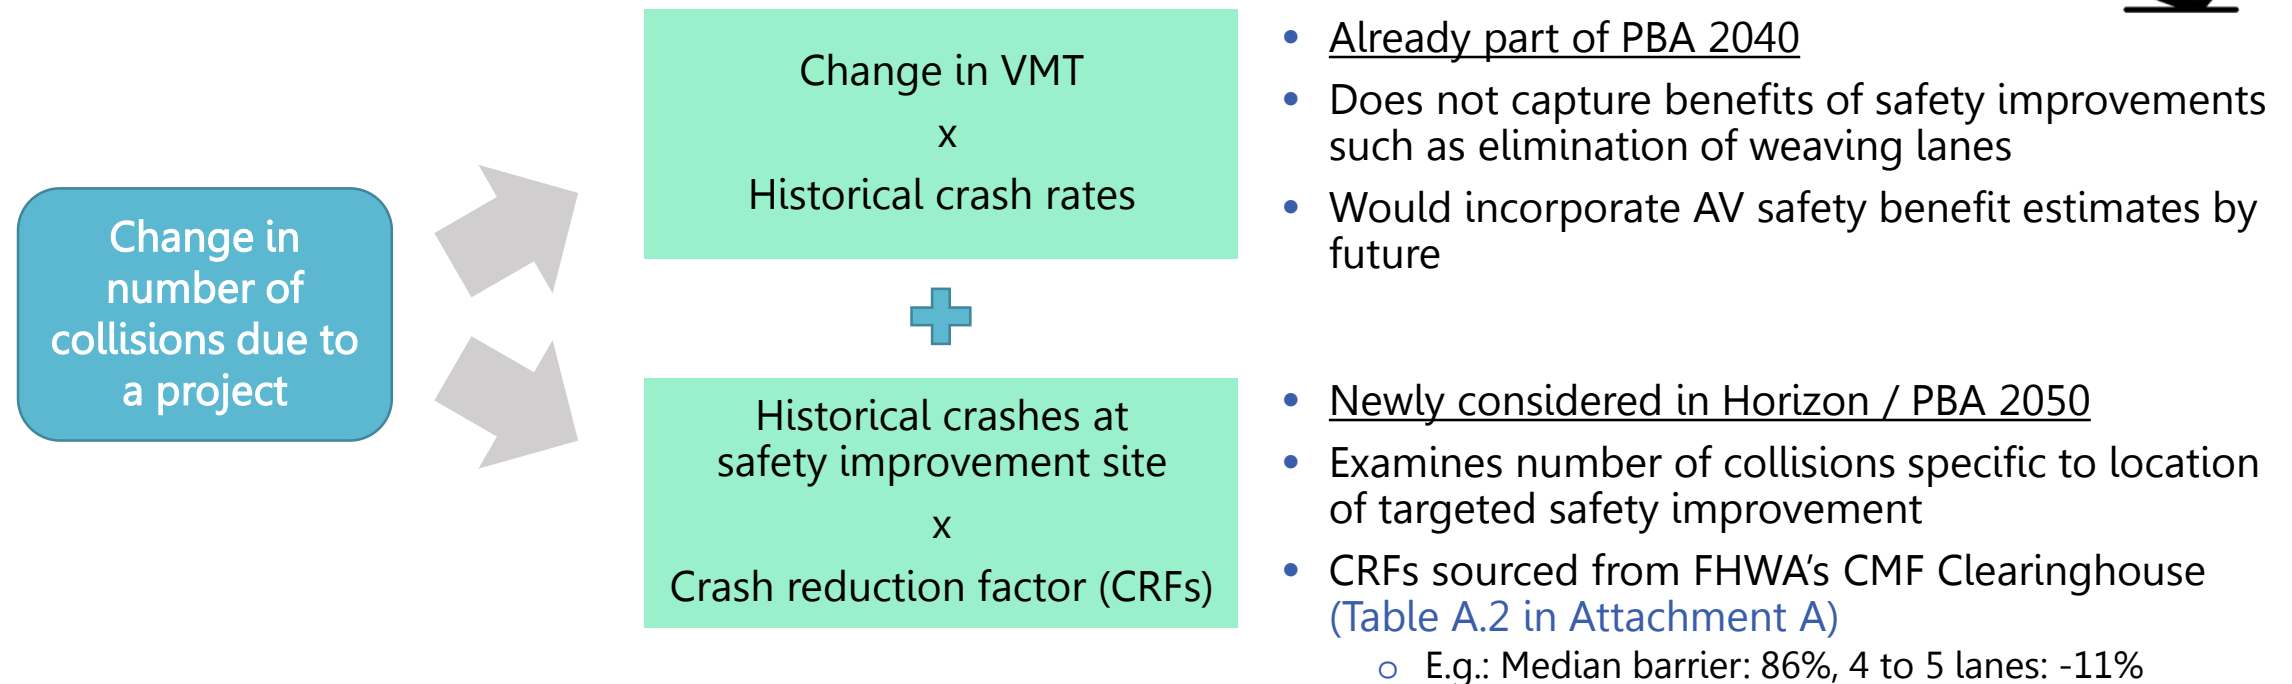 Change in
number of
collisions due to
a project
Change in VMT
x
Historical crash rates
Historical crashes at
safety improvement site
x
Crash reduction factor (CRFs)
• Already part of PBA 2040
• Does not capture benefits of safety improvements
such as elimination of weaving lanes
• Would incorporate AV safety benefit estimates by
future
• Newly considered in Horizon / PBA 2050
• Examines number of collisions specific to location
of targeted safety improvement
• CRFs sourced from FHWA's CMF Clearinghouse
(Table A.2 in Attachment A)
o E.g.: Median barrier: 86%, 4 to 5 lanes: -11%